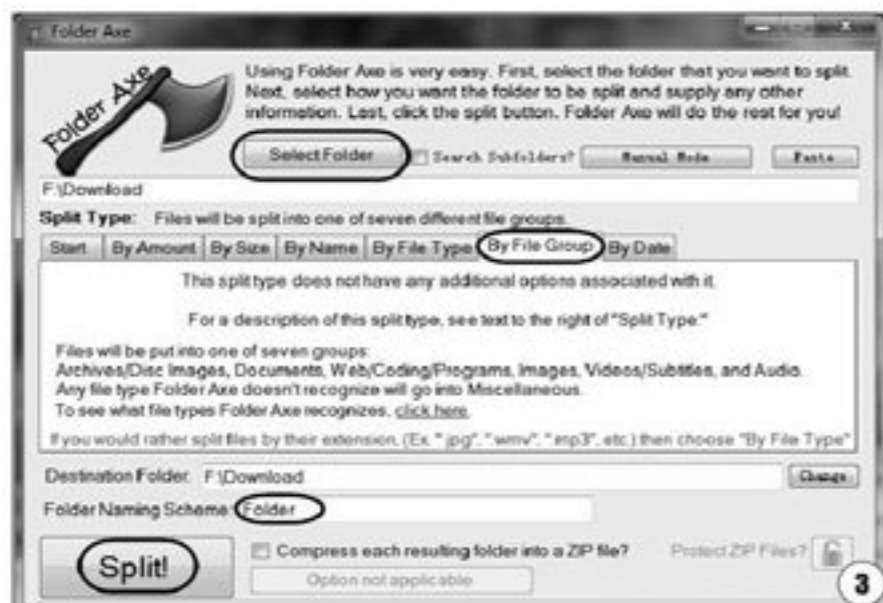 Folder Axe
Folder Axe
Using Folder Axe is very easy. First, select the folder that you want to split.
Next, select how you want the folder to be split and supply any other
information. Last, click the split button. Folder Axe will do the rest for you!
Select Folder Search Subfolders? Manual Mode Paste
F:\Download
Split Type: Files will be split into one of seven different file groups.
Start By Amount By Size By Name By File Type By File Group By Date
This split type does not have any additional options associated with it.
For a description of this split type, see text to the right of "Split Type:"
Files will be put into one of seven groups:
Archives/Disc Images, Documents, Web/Coding/Programs, Images, Videos/Subtitles, and Audio.
Any file type Folder Axe doesn't recognize will go into Miscellaneous.
To see what file types Folder Axe recognizes, click here.
If you would rather split files by their extension, (Ex. ".jpg", ".wmv", ".mp3", etc.) then choose "By File Type"
Destination Folder: F:\Download Change
Folder Naming Scheme: Folder
Split! Compress each resulting folder into a ZIP file? Protect ZIP Files?
Option not applicable
3